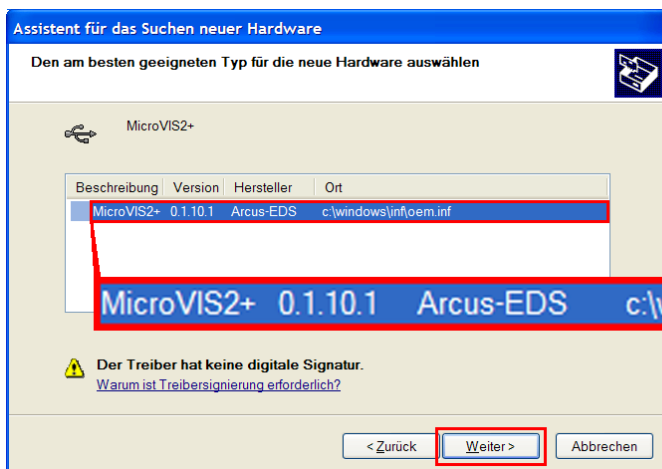 Assistent für das Suchen neuer Hardware
Den am besten geeigneten Typ für die neue Hardware auswählen
MicroVIS2+
Beschreibung Version Hersteller Ort
MicroVIS2+ 0.1.10.1 Arcus-EDS c:\windows\inf\oem.inf
MicroVIS2+ 0.1.10.1 Arcus-EDS c:\
Der Treiber hat keine digitale Signatur.
Warum ist Treibersignierung erforderlich?
< Zurück Weiter > Abbrechen